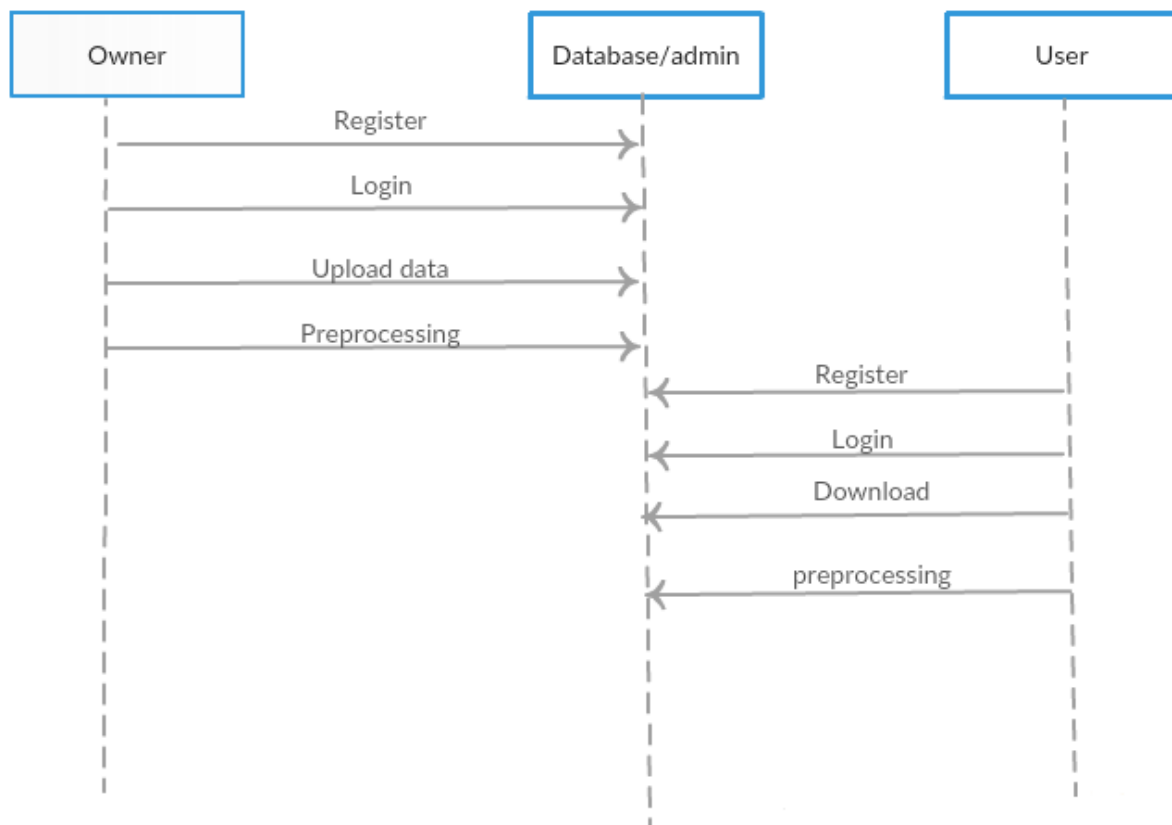 Owner
Database/admin
User
Register
Login
Upload data
Preprocessing
Register
Login
Download
preprocessing